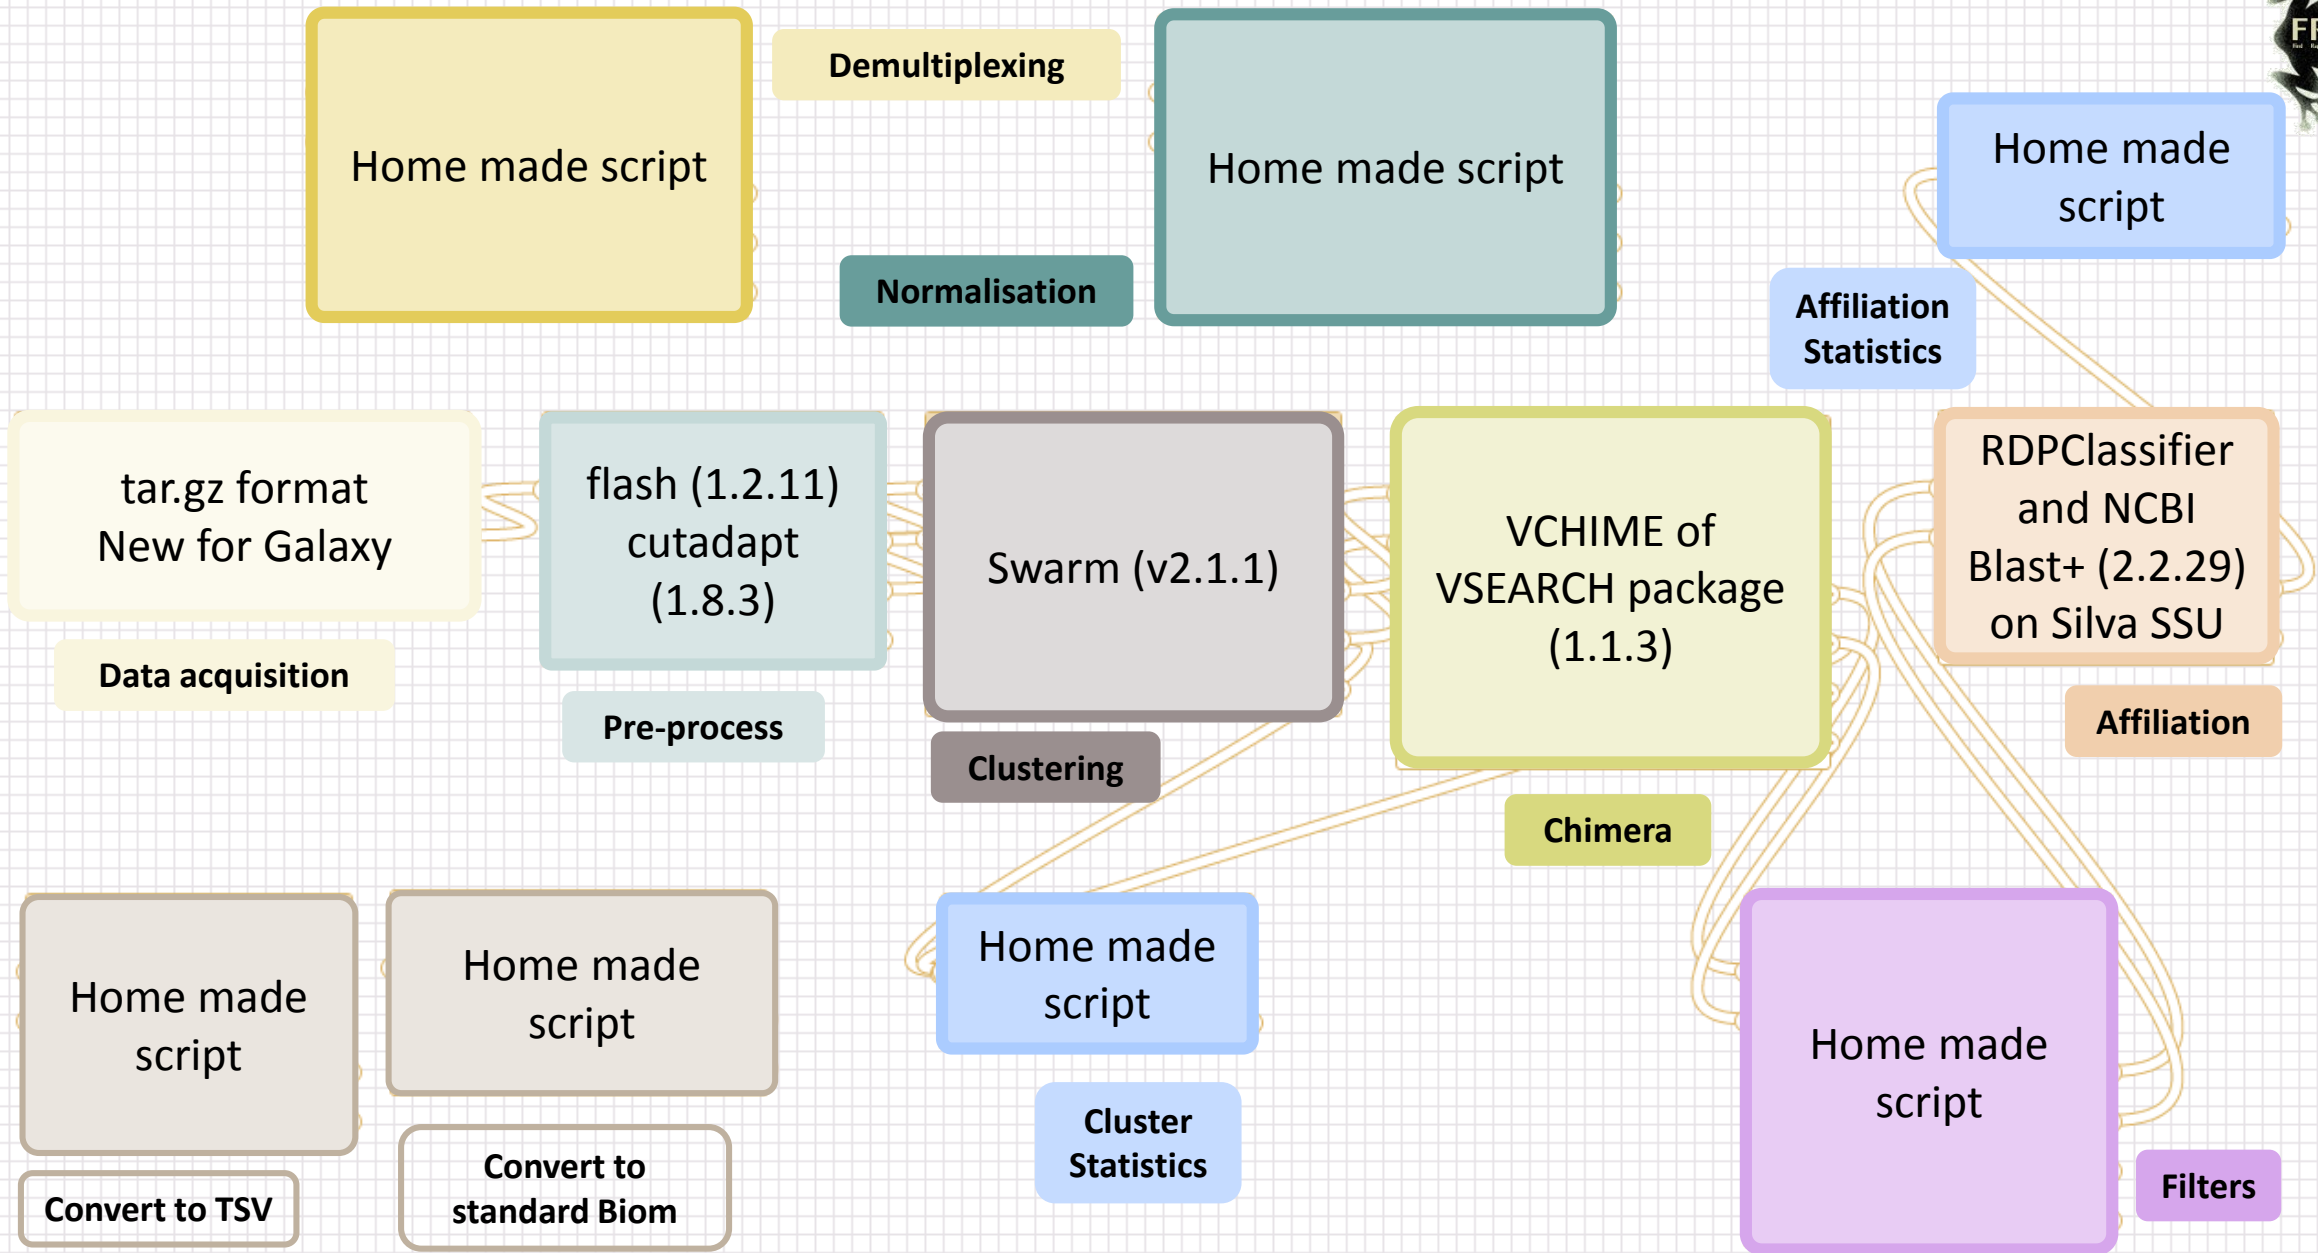 Home made script
Demultiplexing
Home made script
Normalisation
Home made
script
Affiliation
Statistics
tar.gz format
New for Galaxy
Data acquisition
flash (1.2.11)
cutadapt
(1.8.3)
Pre-process
Swarm (v2.1.1)
Clustering
VCHIME of
VSEARCH package
(1.1.3)
Chimera
RDPClassifier
and NCBI
Blast+ (2.2.29)
on Silva SSU
Affiliation
Home made
script
Convert to TSV
Home made
script
Convert to
standard Biom
Home made
script
Cluster
Statistics
Home made
script
Filters